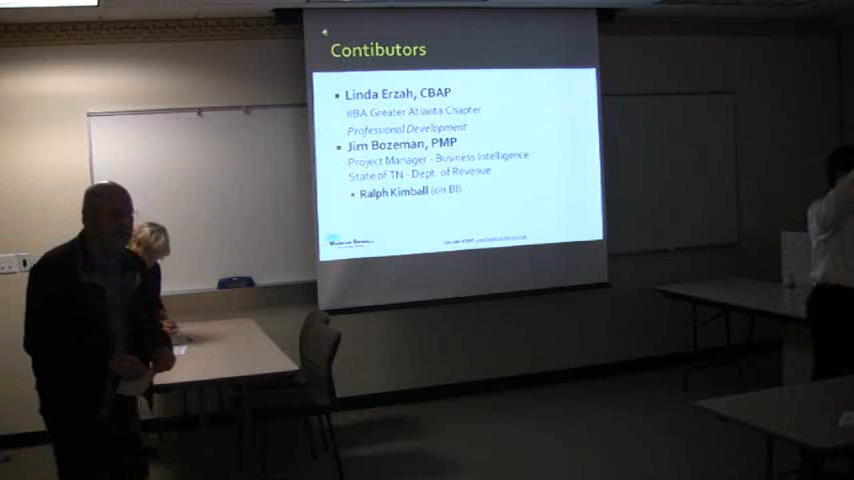 Contibutors
Linda Erzah, CBAP
IIBA Greater Atlanta Chapter
Professional Development
Jim Bozeman, PMP
Project Manager - Business Intelligence
State of TN - Dept. of Revenue
Ralph Kimball (on BI)